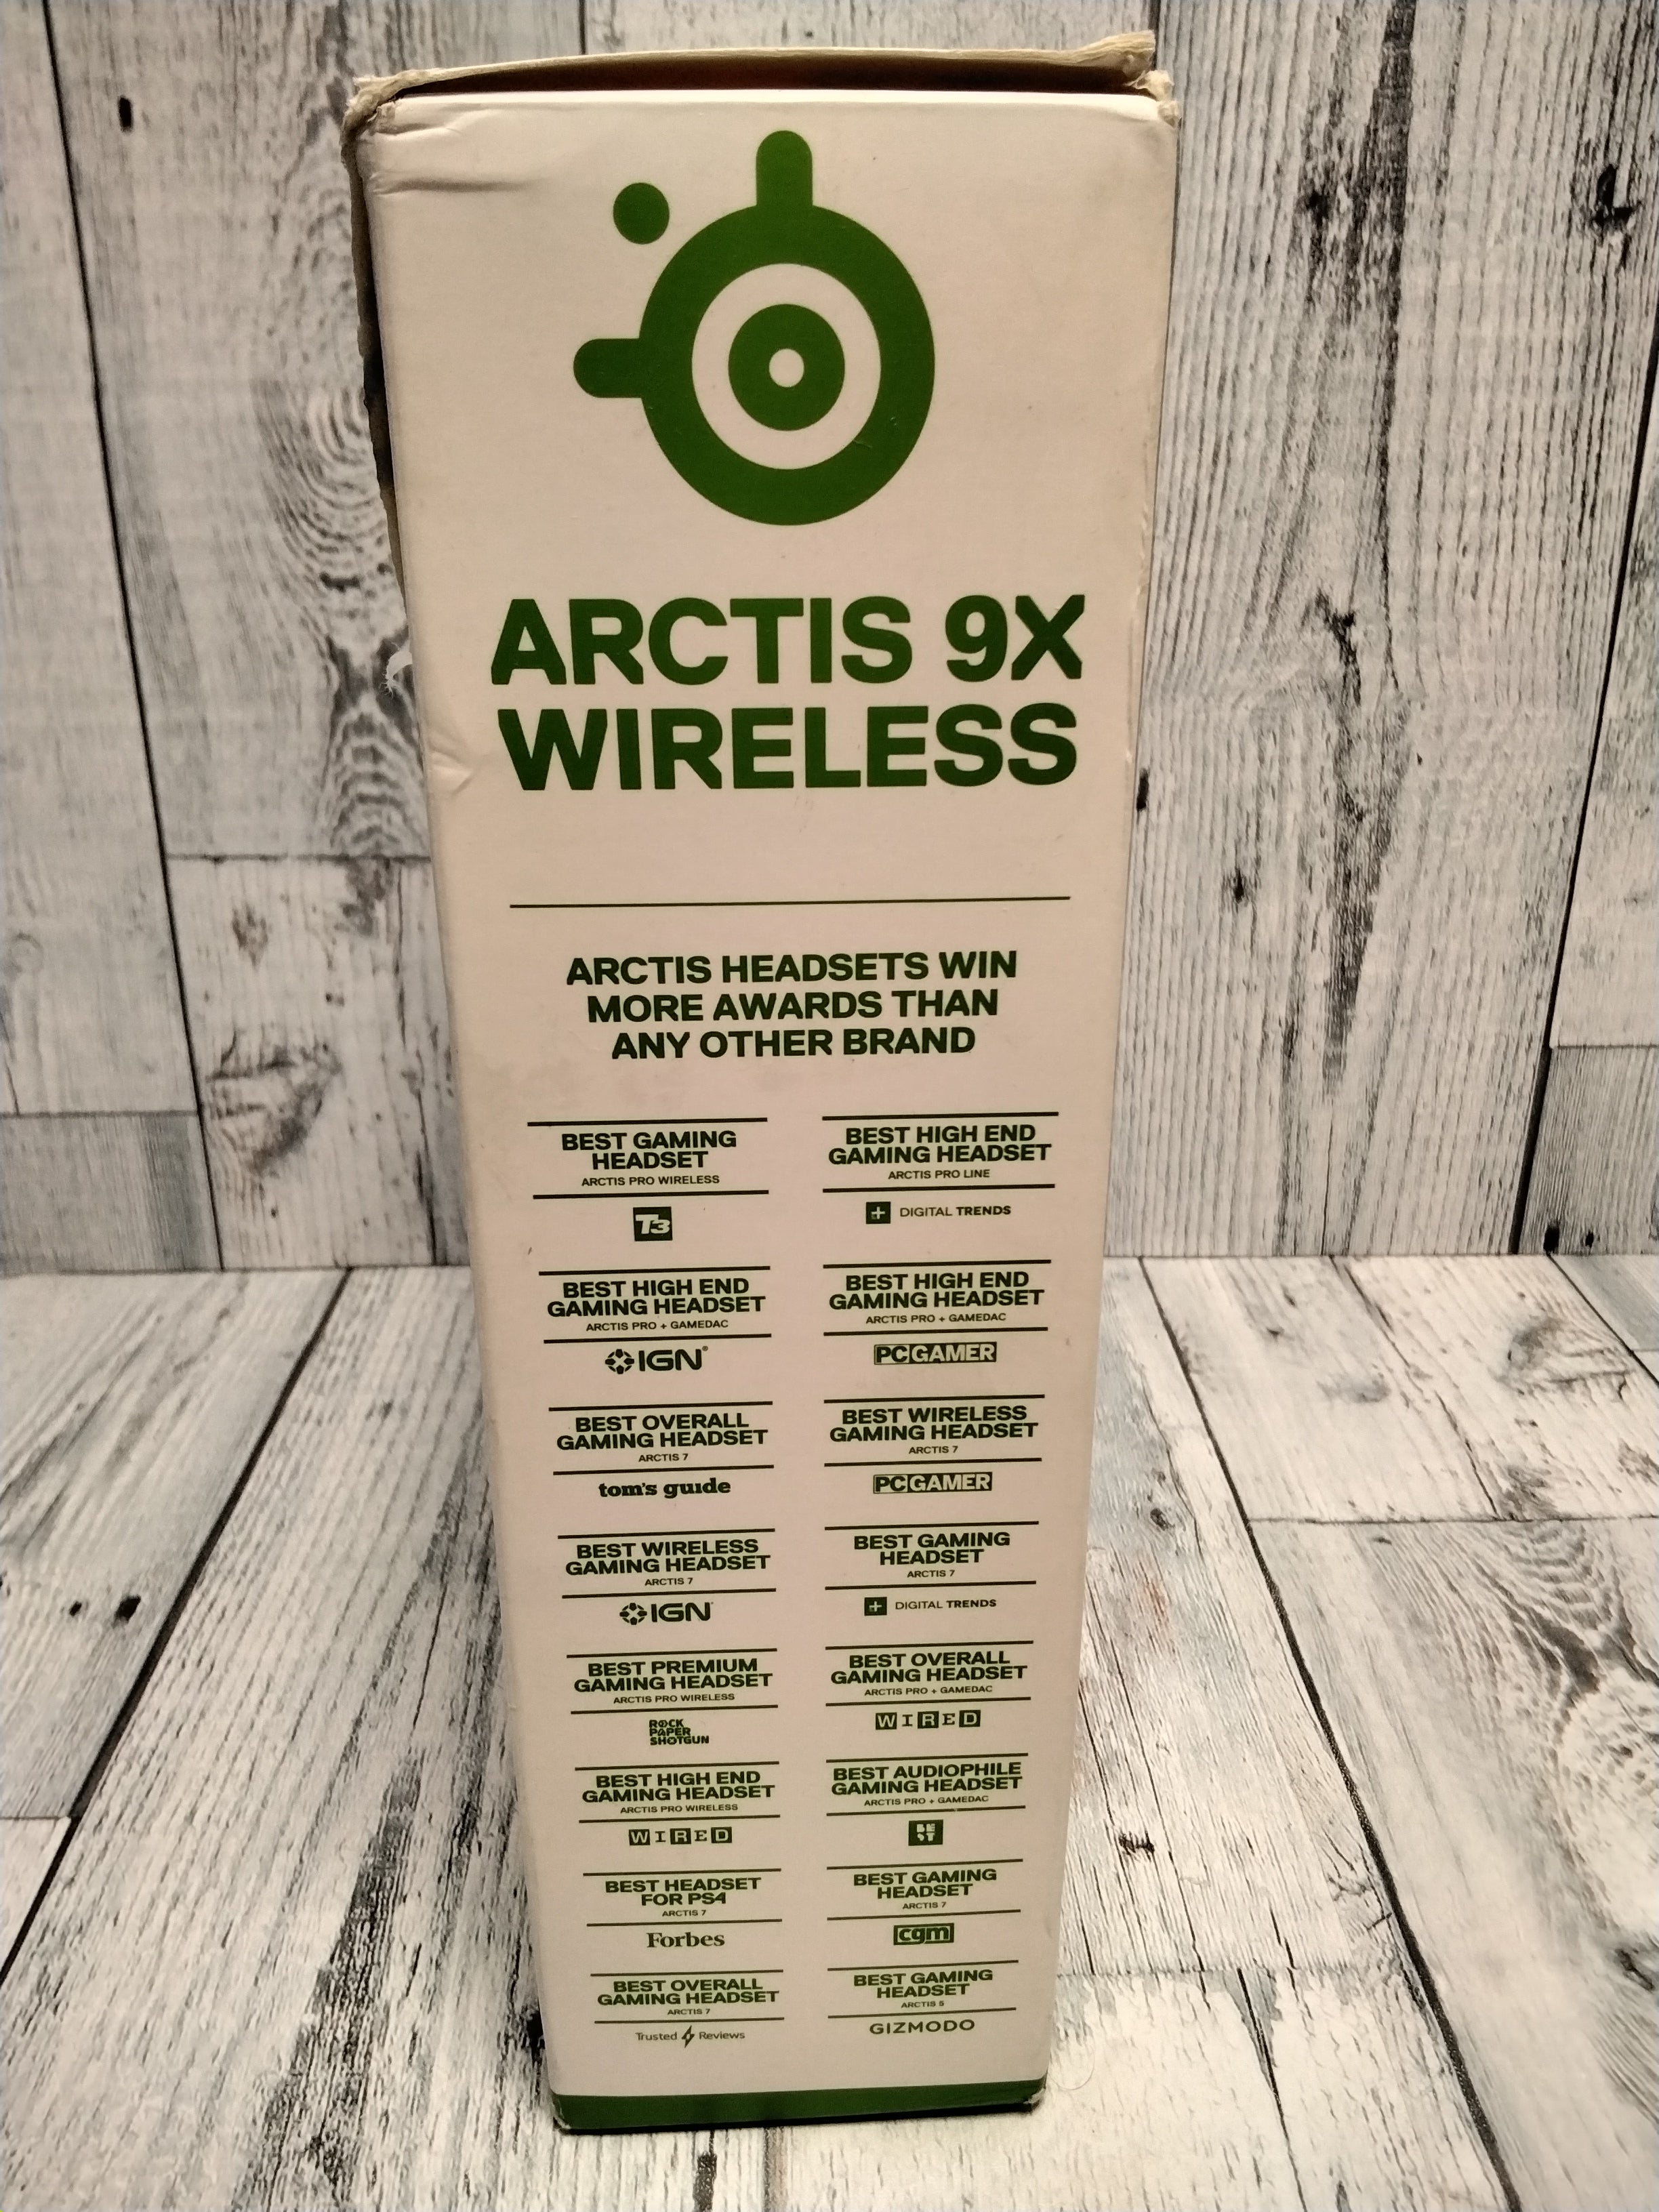 ARCTIS 9X
WIRELESS
ARCTIS HEADSETS WIN
MORE AWARDS THAN
ANY OTHER BRAND
BEST GAMING
HEADSET
ARCTIS PRO WIRELESS
T3
BEST HIGH END
GAMING HEADSET
ARCTIS PRO LINE
DIGITAL TRENDS
BEST HIGH END
GAMING HEADSET
ARCTIS PRO + GAMEDAC
IGN
BEST HIGH END
GAMING HEADSET
ARCTIS PRO + GAMEDAC
PC GAMER
BEST OVERALL
GAMING HEADSET
ARCTIS 7
tom's guide
BEST WIRELESS
GAMING HEADSET
ARCTIS 7
PC GAMER
BEST WIRELESS
GAMING HEADSET
ARCTIS 7
IGN
BEST GAMING
HEADSET
ARCTIS 7
DIGITAL TRENDS
BEST PREMIUM
GAMING HEADSET
ARCTIS PRO WIRELESS
ROCK
PAPER
SHOTGUN
BEST OVERALL
GAMING HEADSET
ARCTIS PRO + GAMEDAC
WIRED
BEST HIGH END
GAMING HEADSET
ARCTIS PRO WIRELESS
WIRED
BEST AUDIOPHILE
GAMING HEADSET
ARCTIS PRO + GAMEDAC
BE
ST
BEST HEADSET
FOR PS4
ARCTIS 7
Forbes
BEST GAMING
HEADSET
ARCTIS 7
cgm
BEST OVERALL
GAMING HEADSET
ARCTIS 7
Trusted Reviews
BEST GAMING
HEADSET
ARCTIS 5
GIZMODO